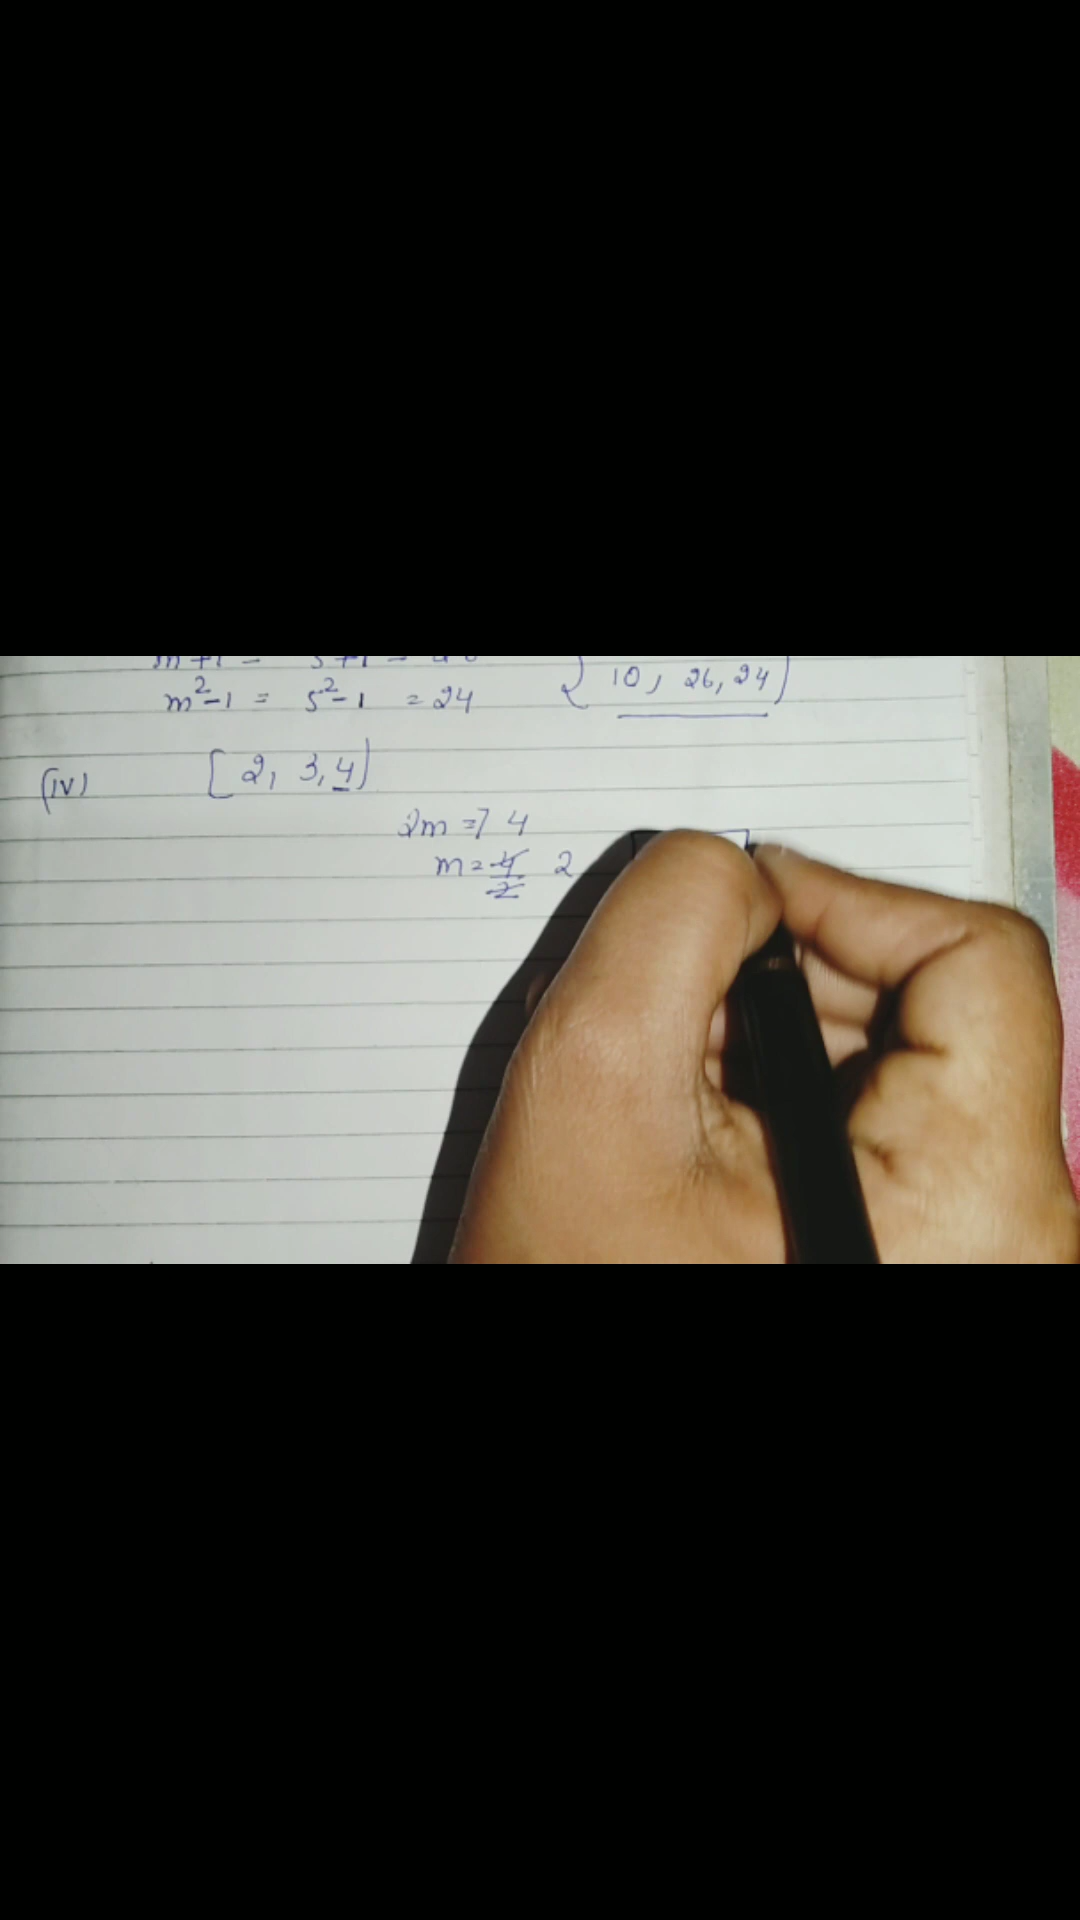 m²-1 = 5²-1 = 24
10, 26, 24)
(iv) [2, 3, 4)
2m => 4
m = 4/2 2